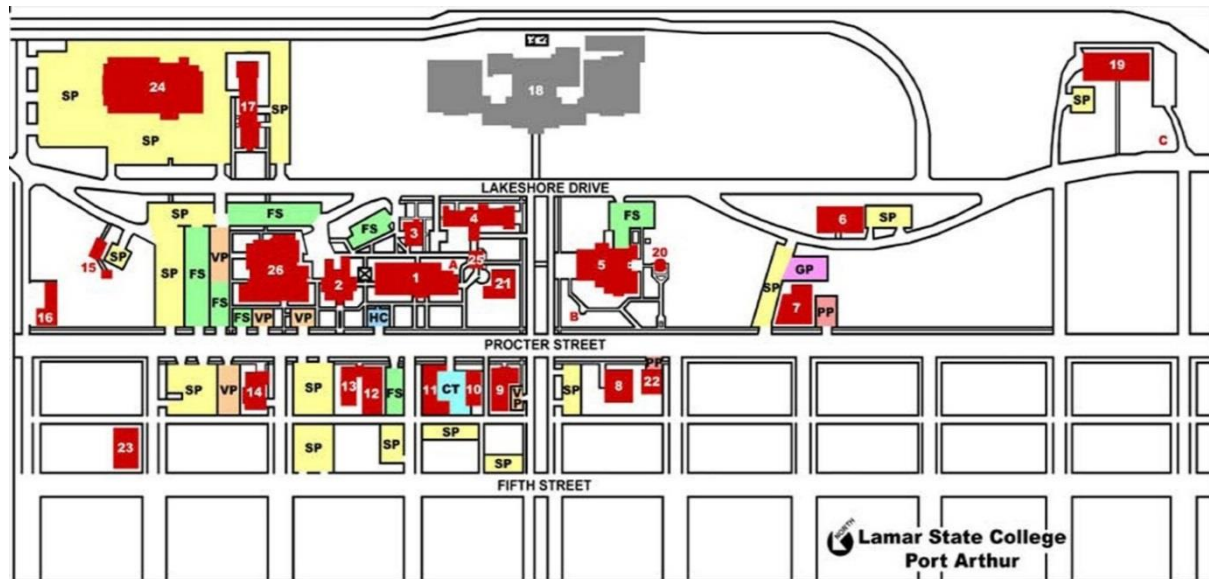 24
17
18
19
SP
SP
SP
SP
C
LAKESHORE DRIVE
SP
FS
FS
3
4
FS
6
SP
15
SP
SP
FS
VP
26
2
1
A
25
21
5
20
GP
SP
7
PP
16
FS
FS
VP
VP
HC
B
PROCTER STREET
SP
VP
14
SP
13
12
FS
11
CT
10
9
VP
SP
8
PP
22
23
SP
SP
SP
SP
FIFTH STREET
NORTH
Lamar State College
Port Arthur